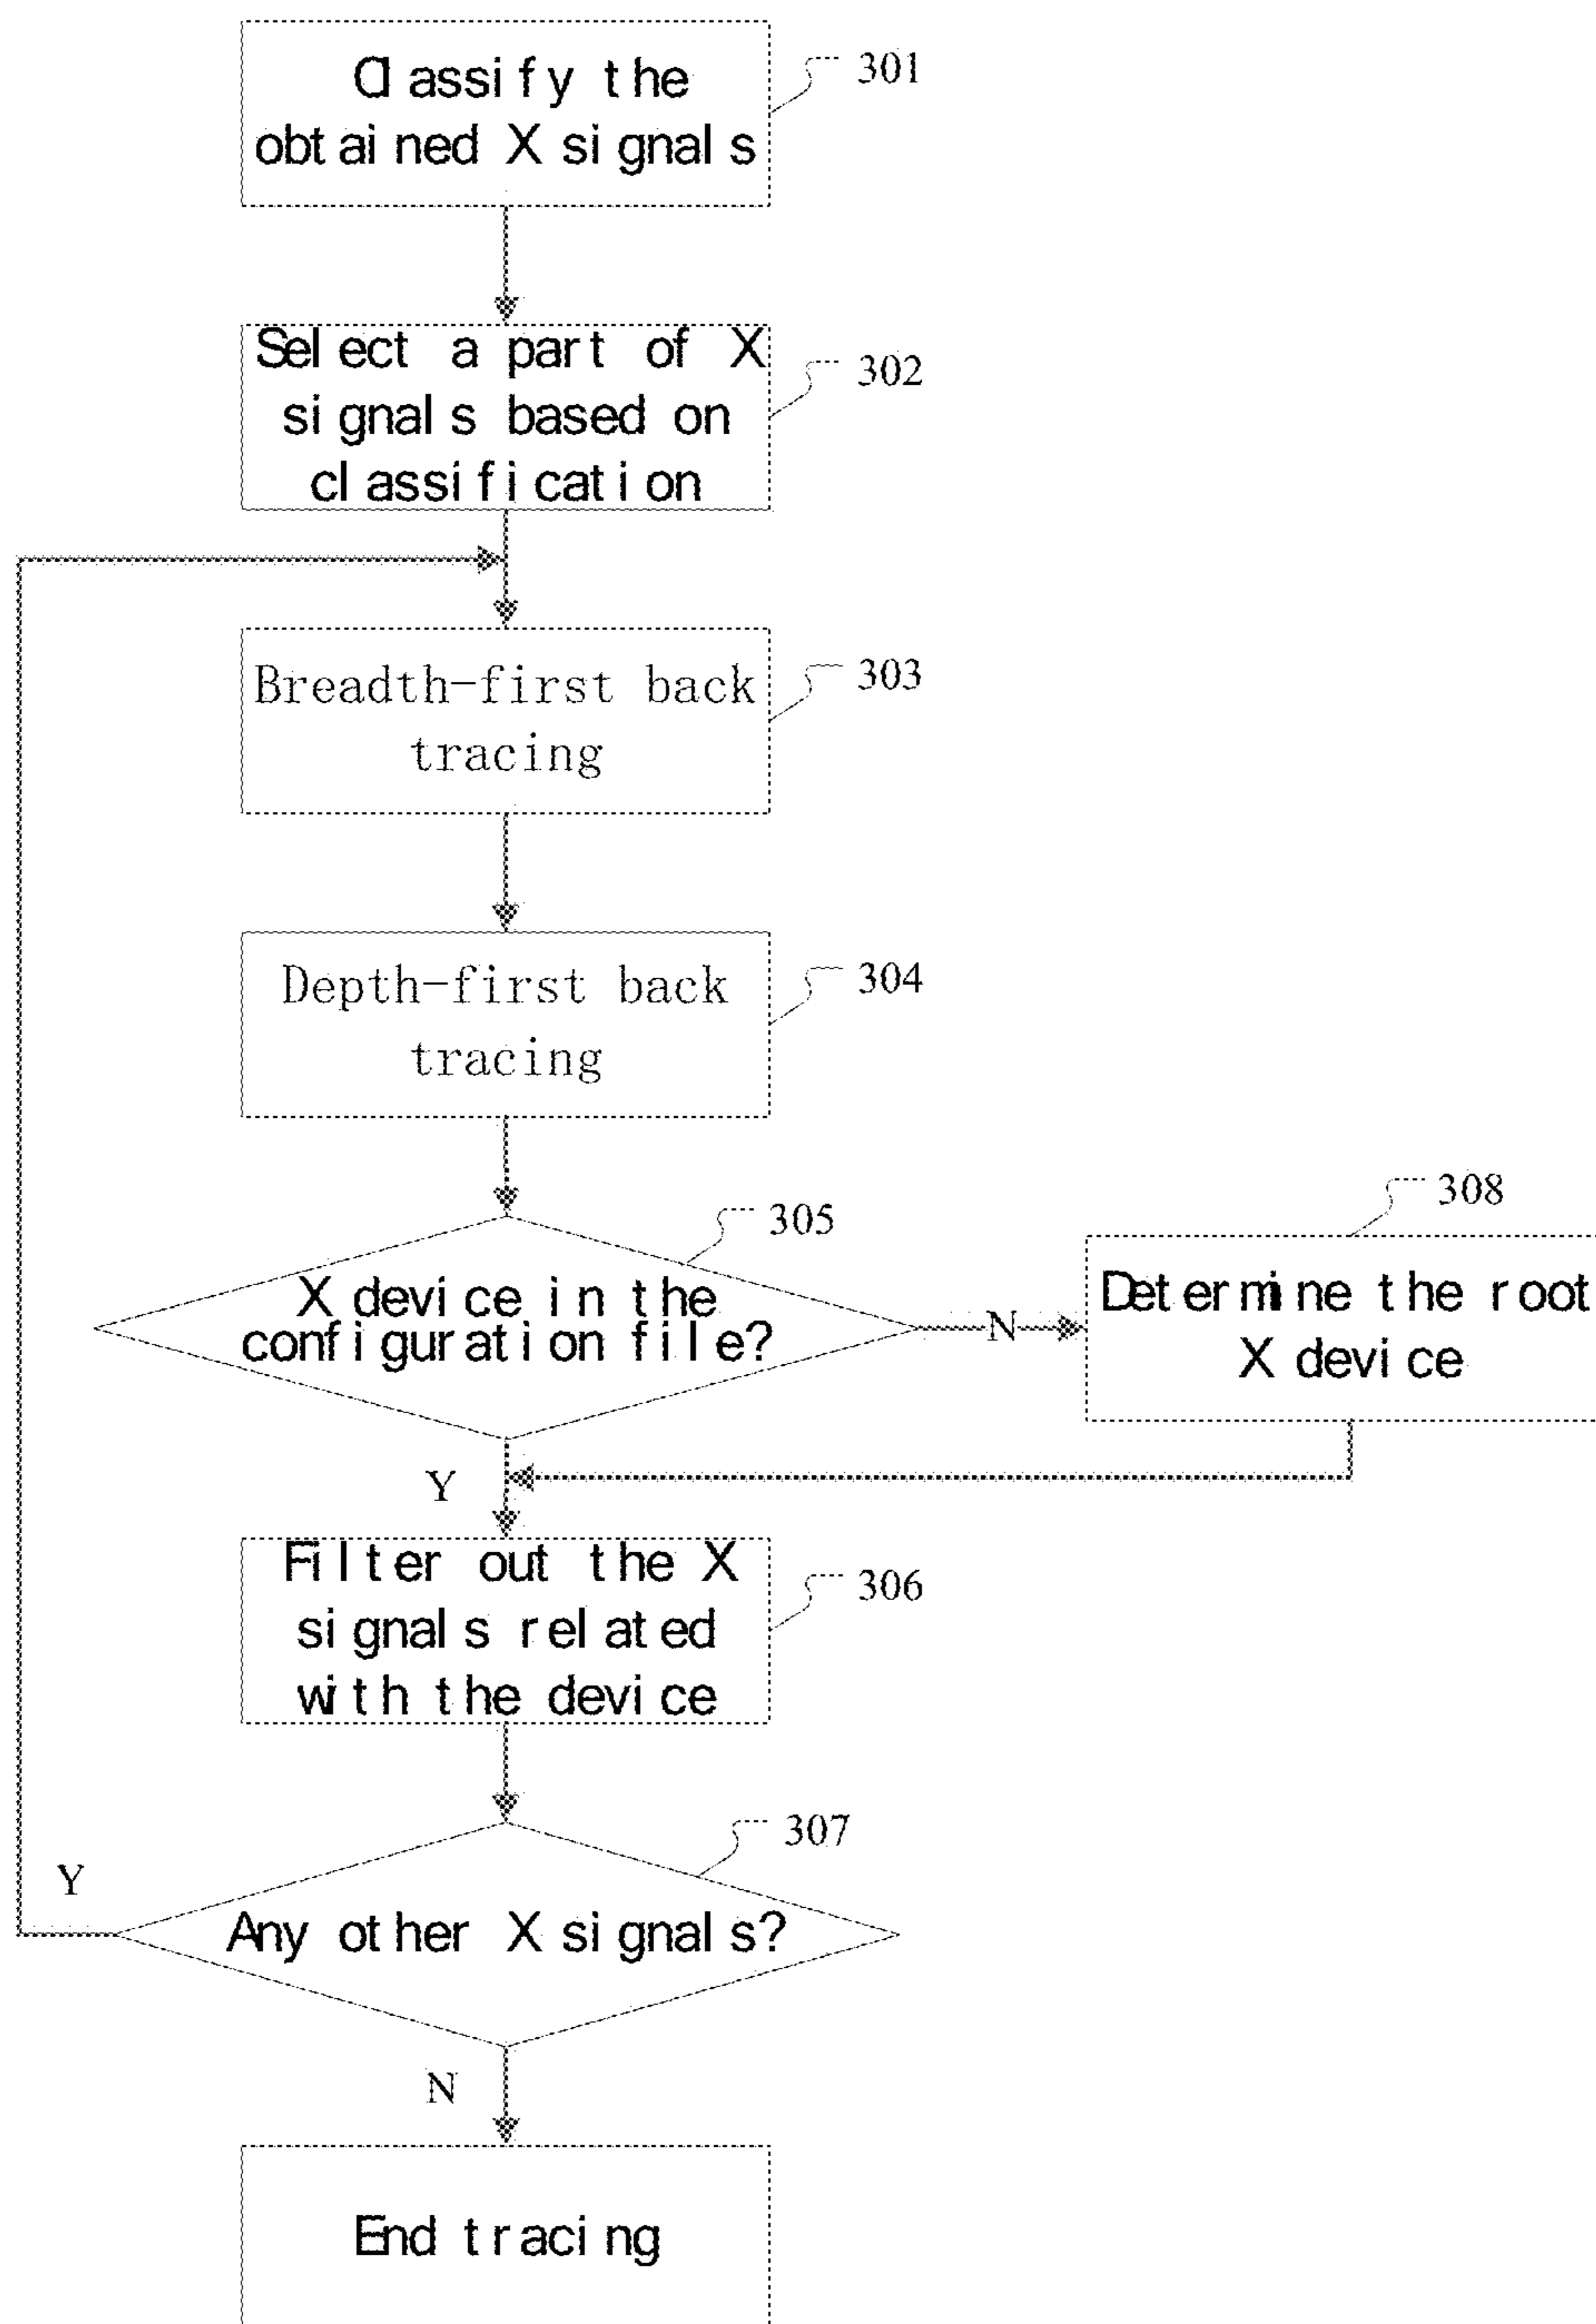 Classify the
obtained X signals
301
Select a part of X
signals based on
classification
302
Breadth-first back
tracing
303
Depth-first back
tracing
304
X device in the
configuration file?
305
N
Determine the root
X device
308
Y
Filter out the X
signals related
with the device
306
Any other X signals?
307
Y
N
End tracing